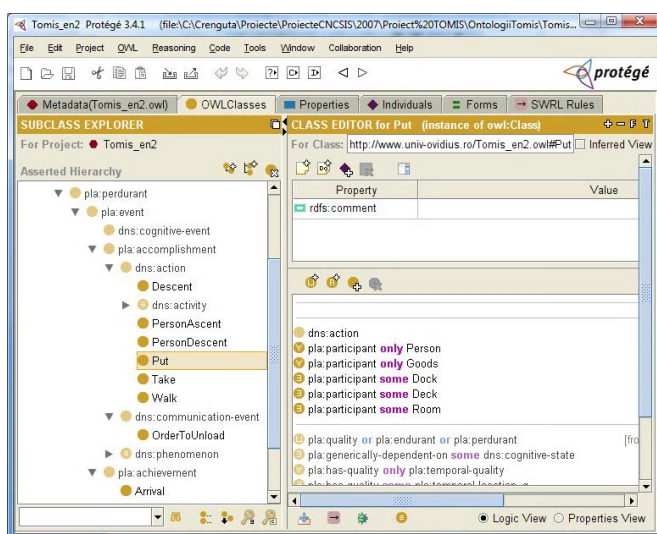 Tomis_en2 Protégé 3.4.1 (file:\C:\Crenguta\Proiecte\ProiecteCNCSIS\2007\Proiect%20TOMIS\OntologiiTomis\Tomis...
File Edit Project OWL Reasoning Code Tools Window Collaboration Help
protégé
Metadata(Tomis_en2.owl) OWLClasses Properties Individuals Forms SWRL Rules
SUBCLASS EXPLORER
For Project: Tomis_en2
Asserted Hierarchy
pla:perdurant
pla:event
dns:cognitive-event
pla:accomplishment
dns:action
Descent
dns:activity
PersonAscent
PersonDescent
Put
Take
Walk
dns:communication-event
OrderToUnload
dns:phenomenon
pla:achievement
Arrival
CLASS EDITOR for Put (instance of owl:Class)
For Class: http://www.univ-ovidius.ro/Tomis_en2.owl#Put Inferred View
Property Value
rdfs:comment
dns:action
pla:participant only Person
pla:participant only Goods
pla:participant some Dock
pla:participant some Deck
pla:participant some Room
pla:quality or pla:endurant or pla:perdurant [fro
pla:generically-dependent-on some dns:cognitive-state
pla:has-quality only pla:temporal-quality
Logic View Properties View